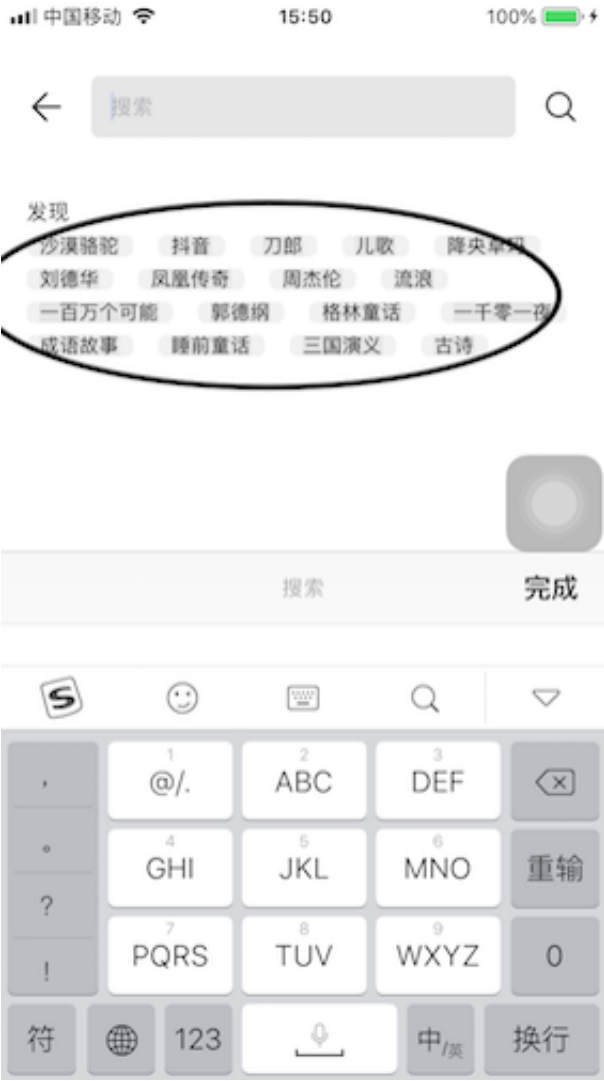 中国移动 15:50 100%
搜索
发现
沙漠骆驼 抖音 刀郎 儿歌 降央卓玛
刘德华 凤凰传奇 周杰伦 流浪
一百万个可能 郭德纲 格林童话 一千零一夜
成语故事 睡前童话 三国演义 古诗
搜索 完成
S
, 1 @/. 2 ABC 3 DEF
。 4 GHI 5 JKL 6 MNO 重输
?
! 7 PQRS 8 TUV 9 WXYZ 0
符 123 中/英 换行